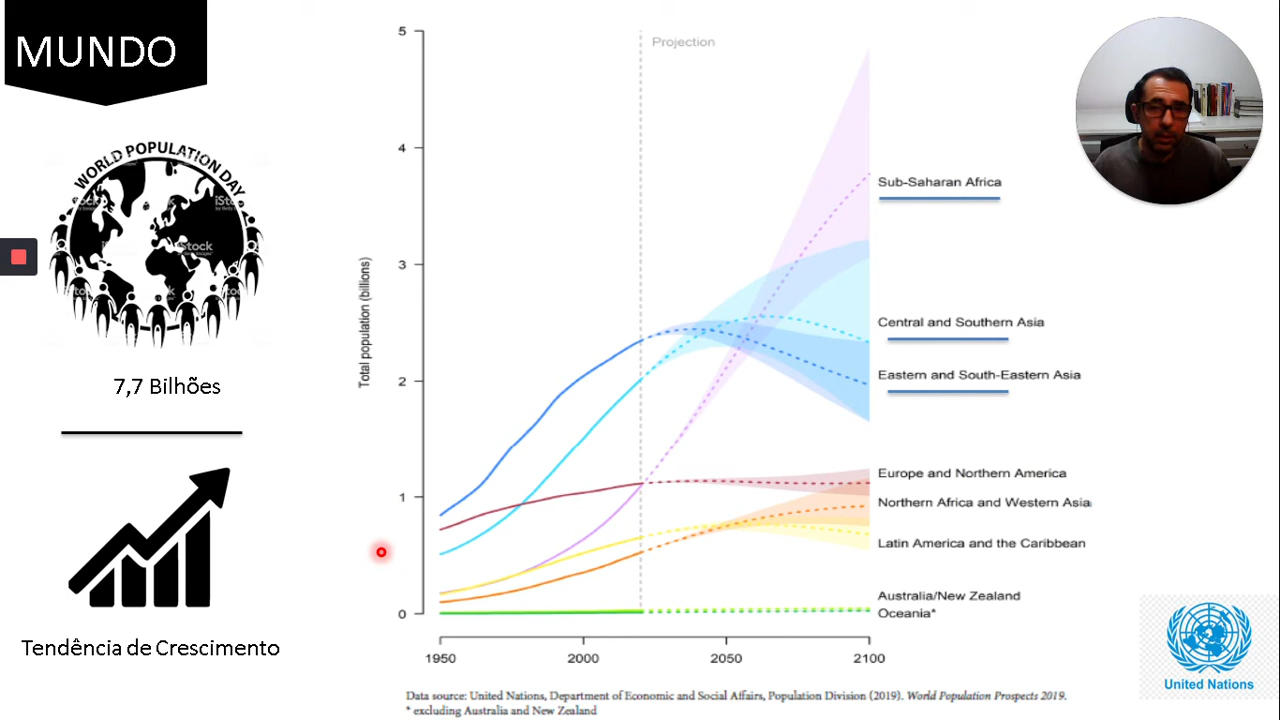 MUNDO
WORLD POPULATION DAY
iStock
7,7 Bilhões
Tendência de Crescimento
Projection
Total population (billions)
5
4
3
2
1
0
1950
2000
2050
2100
Sub-Saharan Africa
Central and Southern Asia
Eastern and South-Eastern Asia
Europe and Northern America
Northern Africa and Western Asia
Latin America and the Caribbean
Australia/New Zealand
Oceania*
Data source: United Nations, Department of Economic and Social Affairs, Population Division (2019). World Population Prospects 2019.
* excluding Australia and New Zealand
United Nations